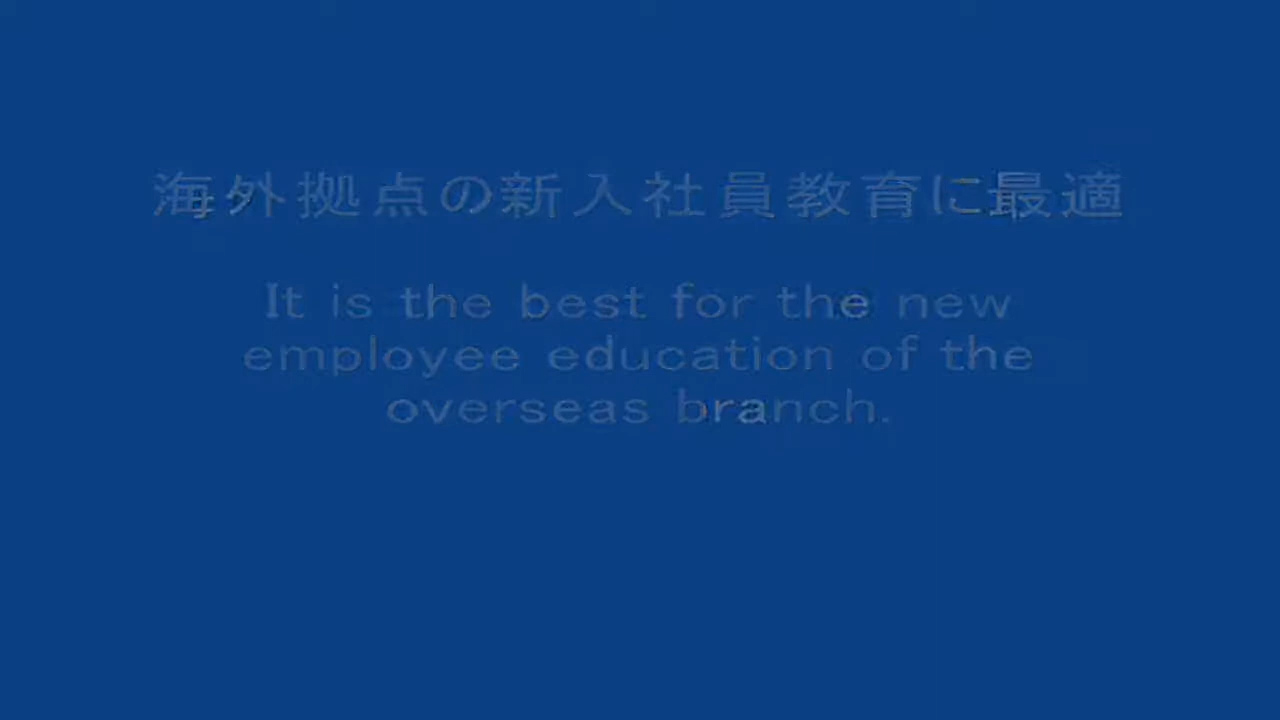 海外拠点の新入社員教育に最適
It is the best for the new
employee education of the
overseas branch.